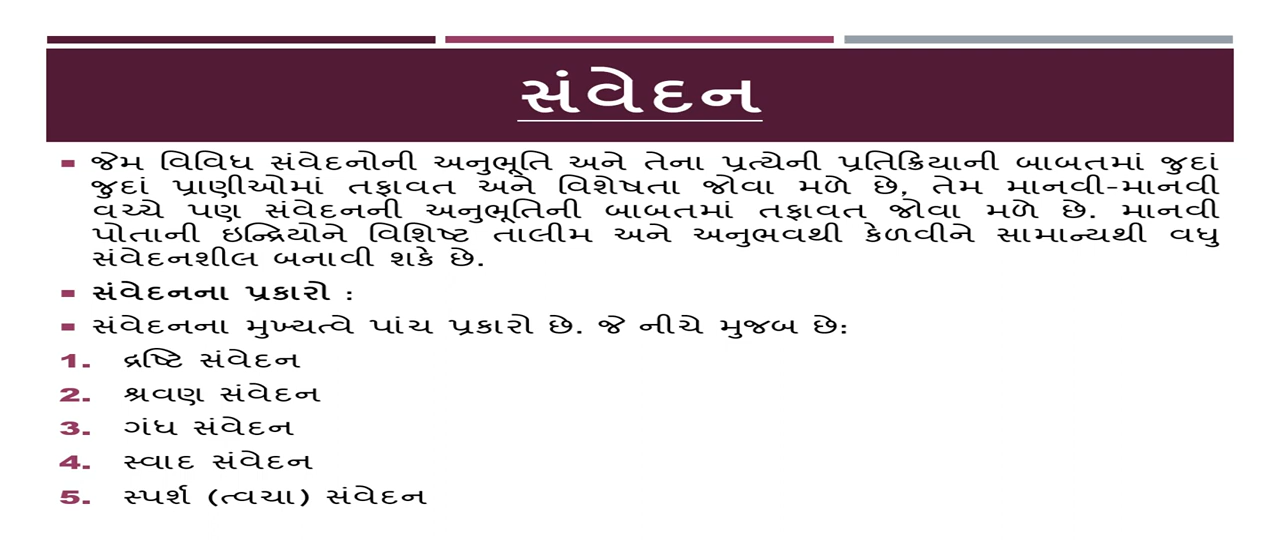 સંવેદન
▪ જેમ વિવિધ સંવેદનોની અનુભૂતિ અને તેના પ્રત્યેની પ્રતિક્રિયાની બાબતમાં જુદાં
જુદાં પ્રાણીઓમાં તફાવત અને વિશેષતા જોવા મળે છે, તેમ માનવી-માનવી
વચ્ચે પણ સંવેદનની અનુભૂતિની બાબતમાં તફાવત જોવા મળે છે. માનવી
પોતાની ઇન્દ્રિયોને વિશિષ્ટ તાલીમ અને અનુભવથી કેળવીને સામાન્યથી વધુ
સંવેદનશીલ બનાવી શકે છે.
▪ સંવેદનના પ્રકારો :
▪ સંવેદનના મુખ્યત્વે પાંચ પ્રકારો છે. જે નીચે મુજબ છે:
1. દ્રષ્ટિ સંવેદન
2. શ્રવણ સંવેદન
3. ગંધ સંવેદન
4. સ્વાદ સંવેદન
5. સ્પર્શ (ત્વચા) સંવેદન